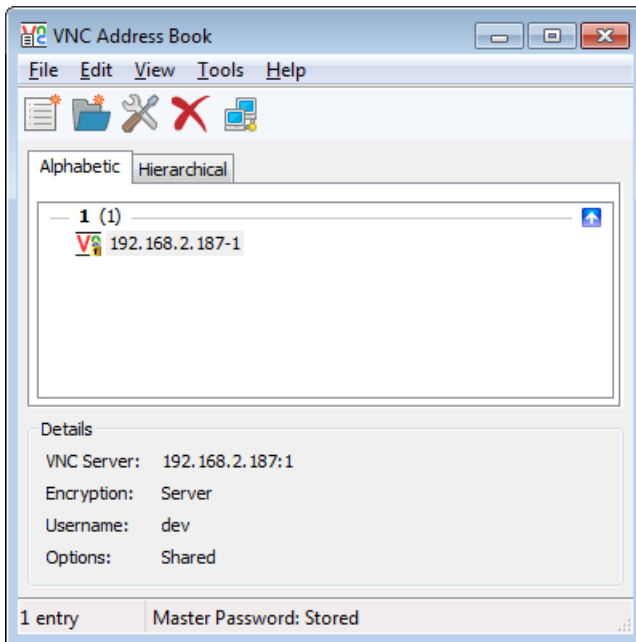 VNC Address Book
File Edit View Tools Help
Alphabetic Hierarchical
1 (1)
192.168.2.187-1
Details
VNC Server: 192.168.2.187:1
Encryption: Server
Username: dev
Options: Shared
1 entry Master Password: Stored